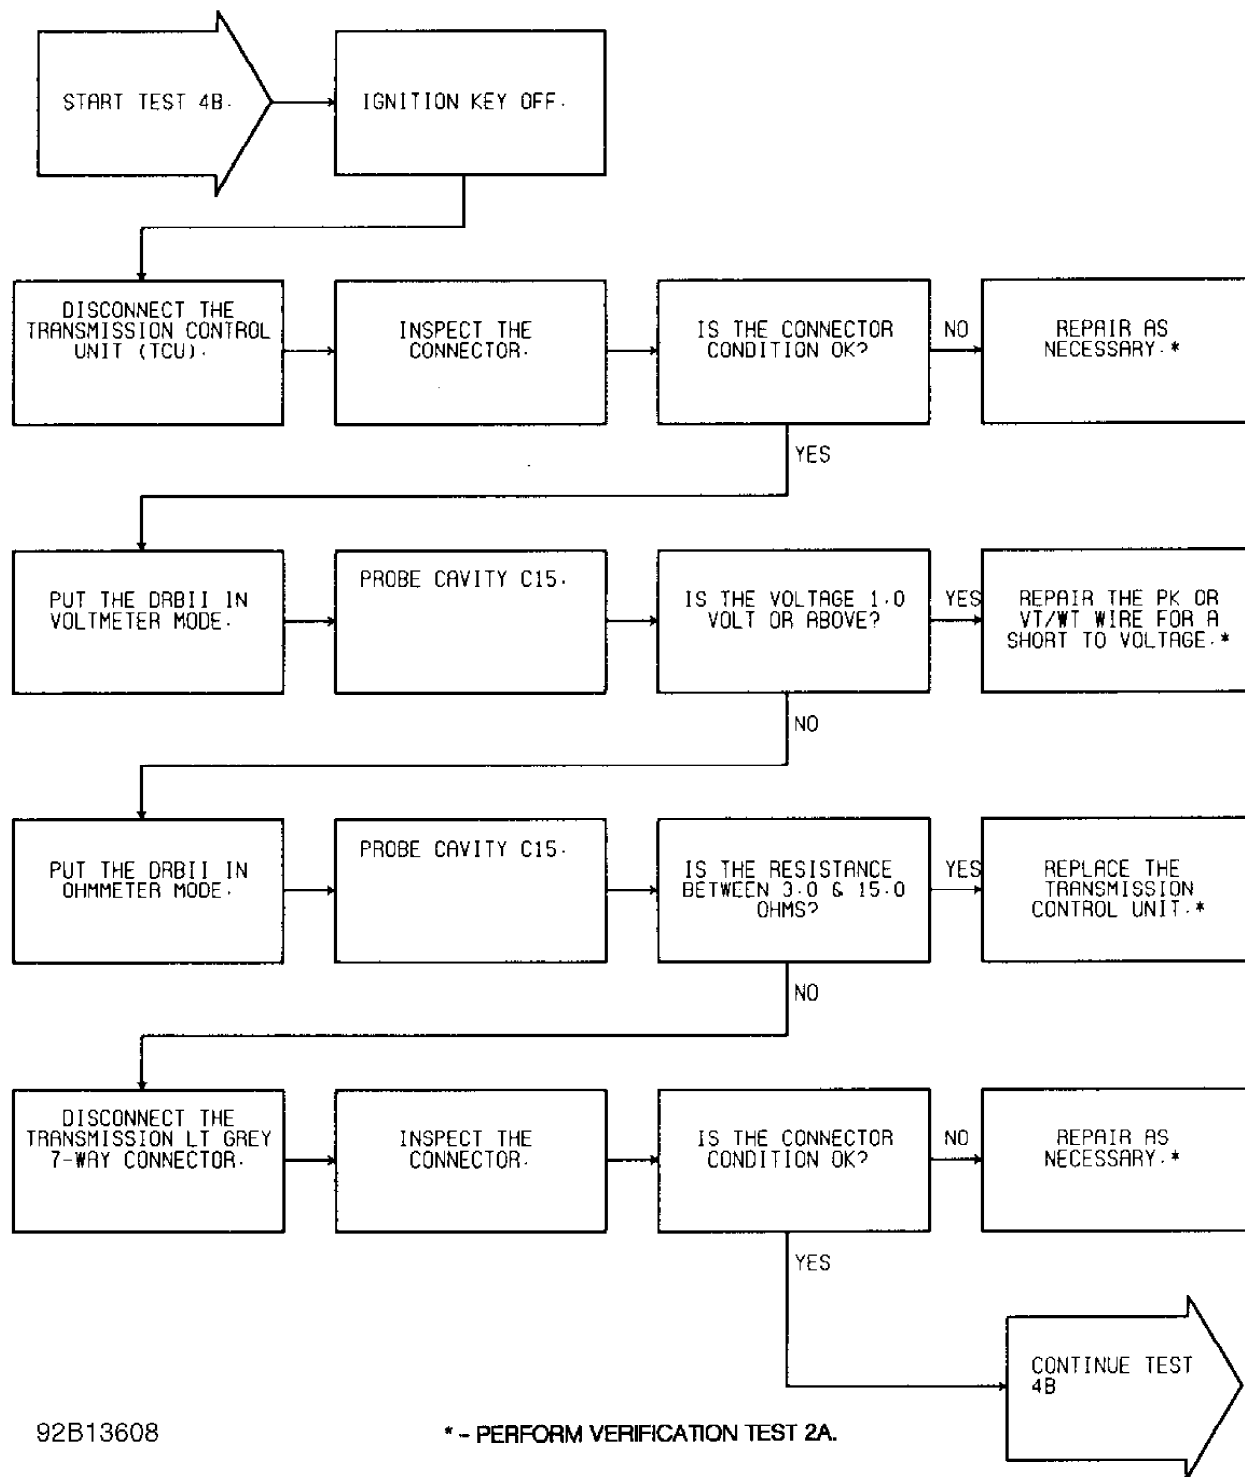 START TEST 4B.
IGNITION KEY OFF.
DISCONNECT THE
TRANSMISSION CONTROL
UNIT (TCU).
INSPECT THE
CONNECTOR.
IS THE CONNECTOR
CONDITION OK?
NO
REPAIR AS
NECESSARY.*
YES
PUT THE DRBII IN
VOLTMETER MODE.
PROBE CAVITY C15.
IS THE VOLTAGE 1.0
VOLT OR ABOVE?
YES
REPAIR THE PK OR
VT/WT WIRE FOR A
SHORT TO VOLTAGE.*
NO
PUT THE DRBII IN
OHMMETER MODE.
PROBE CAVITY C15.
IS THE RESISTANCE
BETWEEN 3.0 & 15.0
OHMS?
YES
REPLACE THE
TRANSMISSION
CONTROL UNIT.*
NO
DISCONNECT THE
TRANSMISSION LT GREY
7-WAY CONNECTOR.
INSPECT THE
CONNECTOR.
IS THE CONNECTOR
CONDITION OK?
NO
REPAIR AS
NECESSARY.*
YES
CONTINUE TEST
4B
92B13608
* - PERFORM VERIFICATION TEST 2A.